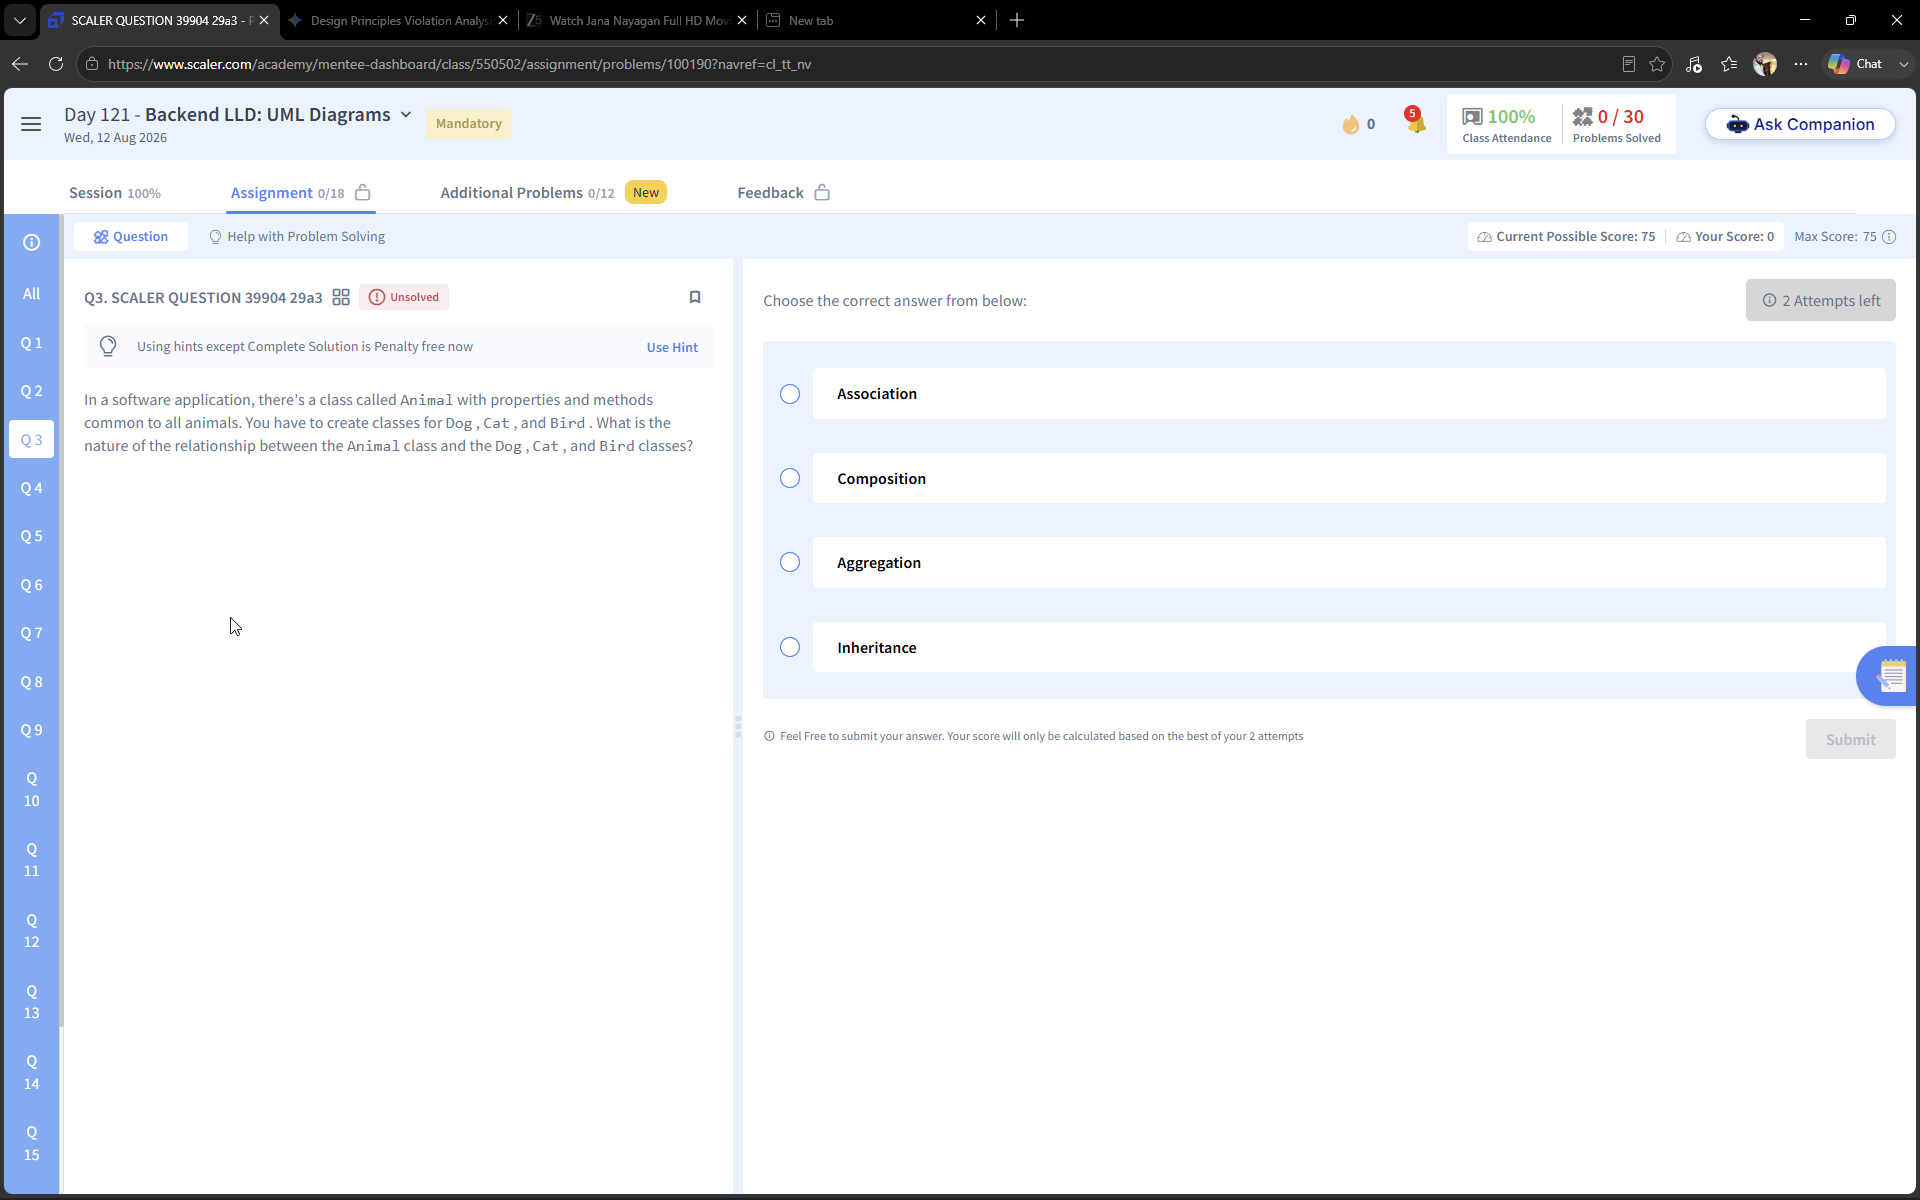 SCALER QUESTION 39904 29a3 -
Design Principles Violation Analys
Watch Jana Nayagan Full HD Mov
New tab
https://www.scaler.com/academy/mentee-dashboard/class/550502/assignment/problems/100190?navref=cl_tt_nv
Chat
Day 121 - Backend LLD: UML Diagrams
Wed, 12 Aug 2026
Mandatory
0
5
100%
Class Attendance
0 / 30
Problems Solved
Ask Companion
Session 100%
Assignment 0/18
Additional Problems 0/12 New
Feedback
Question
Help with Problem Solving
Current Possible Score: 75
Your Score: 0
Max Score: 75
All
Q 1
Q 2
Q 3
Q 4
Q 5
Q 6
Q 7
Q 8
Q 9
Q
10
Q
11
Q
12
Q
13
Q
14
Q
15
Q3. SCALER QUESTION 39904 29a3
Unsolved
Using hints except Complete Solution is Penalty free now
Use Hint
In a software application, there's a class called Animal with properties and methods
common to all animals. You have to create classes for Dog , Cat , and Bird . What is the
nature of the relationship between the Animal class and the Dog , Cat , and Bird classes?
Choose the correct answer from below:
2 Attempts left
Association
Composition
Aggregation
Inheritance
Feel Free to submit your answer. Your score will only be calculated based on the best of your 2 attempts
Submit